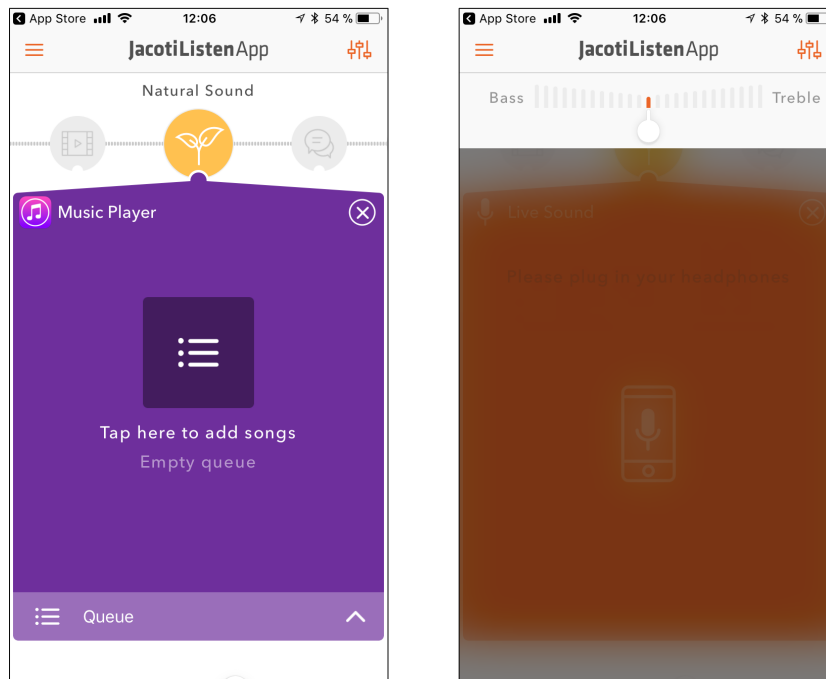 App Store 12:06 54 %
JacotiListenApp
Natural Sound
Music Player
Tap here to add songs
Empty queue
Queue
App Store 12:06 54 %
JacotiListenApp
Bass Treble
Live Sound
Please plug in your headphones